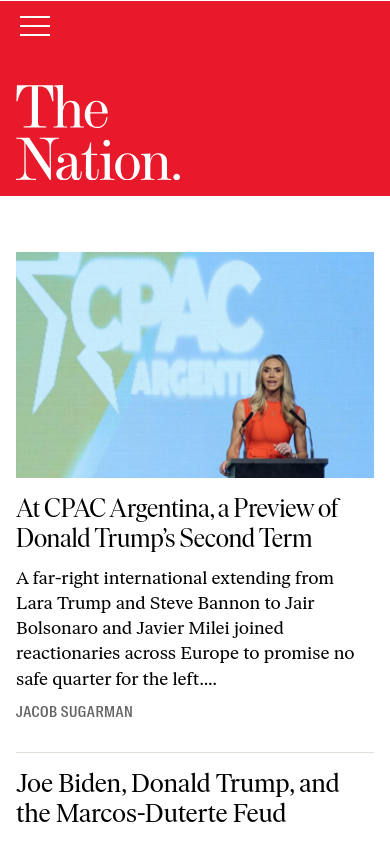 The
Nation.
CPAC
ARGENTI
At CPAC Argentina, a Preview of
Donald Trump’s Second Term
A far-right international extending from
Lara Trump and Steve Bannon to Jair
Bolsonaro and Javier Milei joined
reactionaries across Europe to promise no
safe quarter for the left....
JACOB SUGARMAN
Joe Biden, Donald Trump, and
the Marcos-Duterte Feud